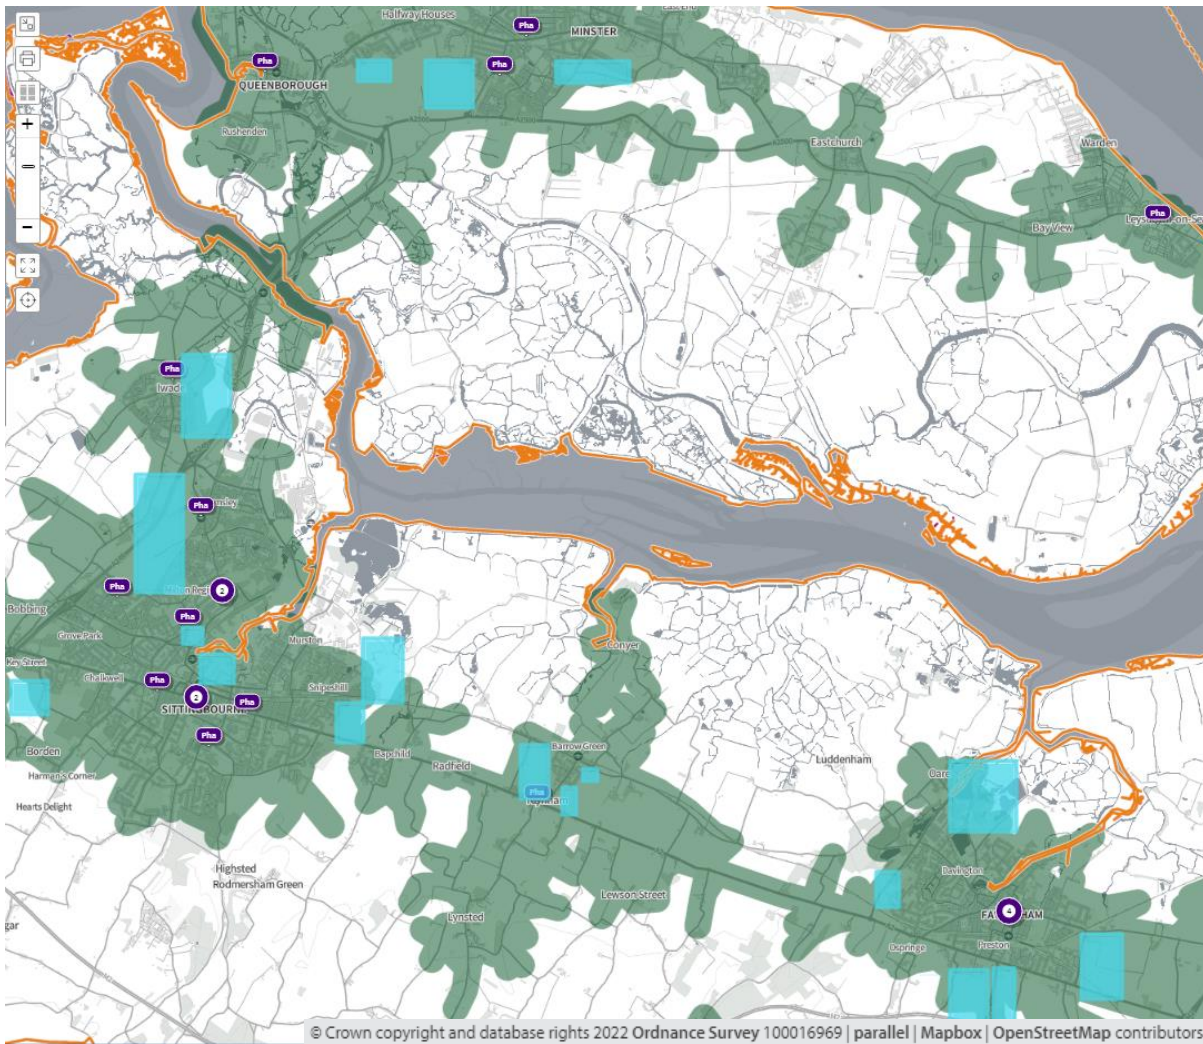 Halfway Houses
Pha
MINSTER
Pha
Pha
QUEENBOROUGH
Rushenden
Eastchurch
Warden
Pha
Bay View
Pha
2
Pha
Pha
Pha
Bobbing
Grove Park
Murston
Conyer
Key Street
Chalkwell
Pha
Snipeshill
2
Pha
SITTINGBOURNE
Pha
Borden
Bapchild
Radfield
Barrow Green
Luddenham
Harman's Corner
Hearts Delight
Pha
Highsted
Rodmersham Green
Lewson Street
Davington
Lynsted
4
Ospringe
Preston
© Crown copyright and database rights 2022 Ordnance Survey 100016969 | parallel | Mapbox | OpenStreetMap contributors